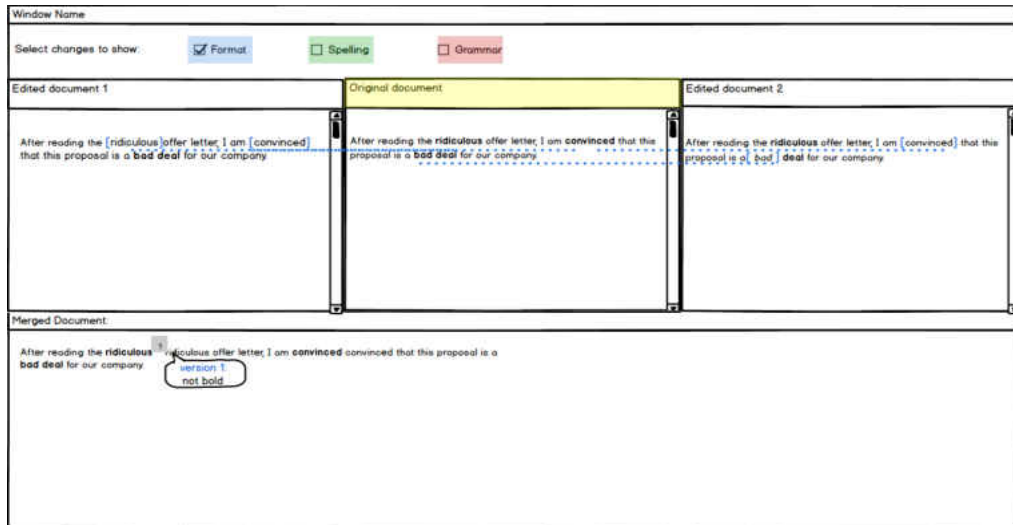 Window Name
Select changes to show: Format Spelling Grammar
Edited document 1
Original document
Edited document 2
After reading the [ridiculous]offer letter, I am [convinced]
that this proposal is a bad deal for our company.
After reading the ridiculous offer letter, I am convinced that this
proposal is a bad deal for our company.
After reading the ridiculous offer letter, I am [convinced] that this
proposal is a[ bad ] deal for our company.
Merged Document:
After reading the ridiculous ridiculous offer letter, I am convinced convinced that this proposal is a
bad deal for our company.
version 1:
not bold